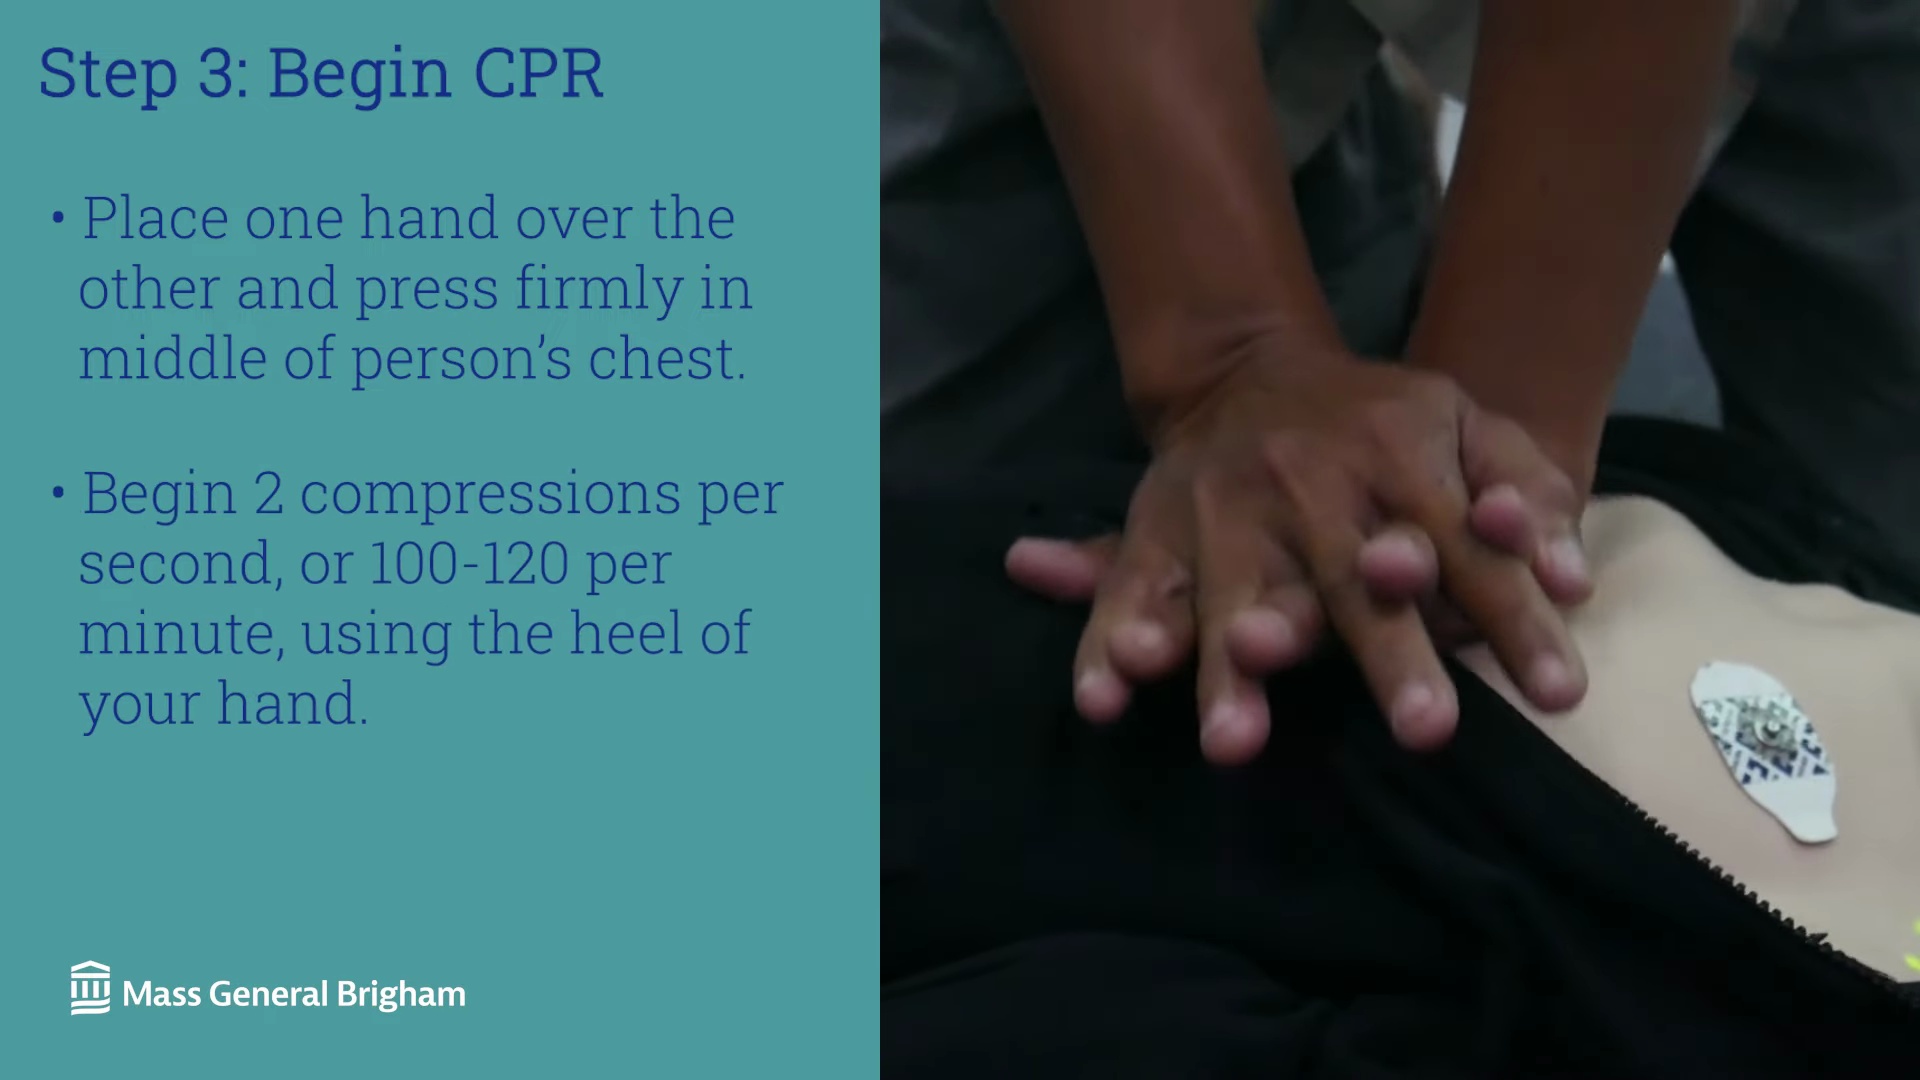 Step 3: Begin CPR
• Place one hand over the
other and press firmly in
middle of person’s chest.
• Begin 2 compressions per
second, or 100-120 per
minute, using the heel of
your hand.
Mass General Brigham